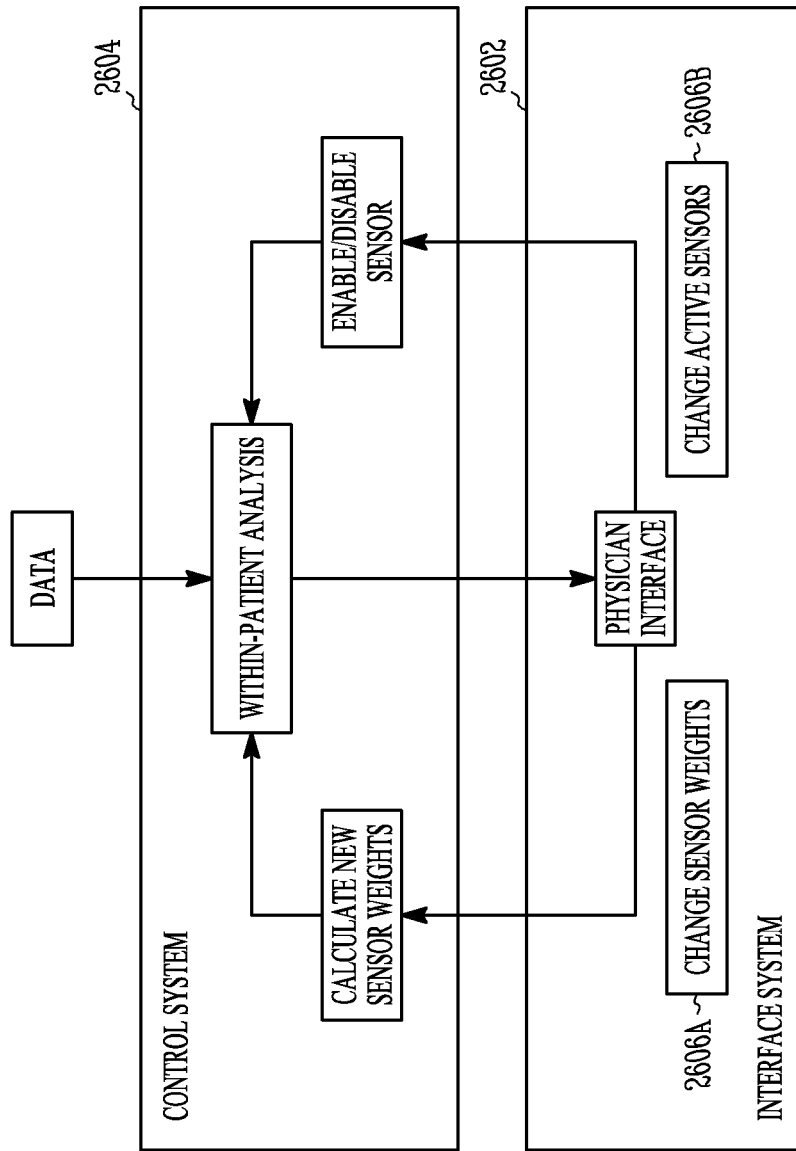 DATA
2604
CONTROL SYSTEM
WITHIN-PATIENT ANALYSIS
CALCULATE NEW
SENSOR WEIGHTS
ENABLE/DISABLE
SENSOR
2602
PHYSICIAN
INTERFACE
2606A
CHANGE SENSOR WEIGHTS
CHANGE ACTIVE SENSORS
2606B
INTERFACE SYSTEM